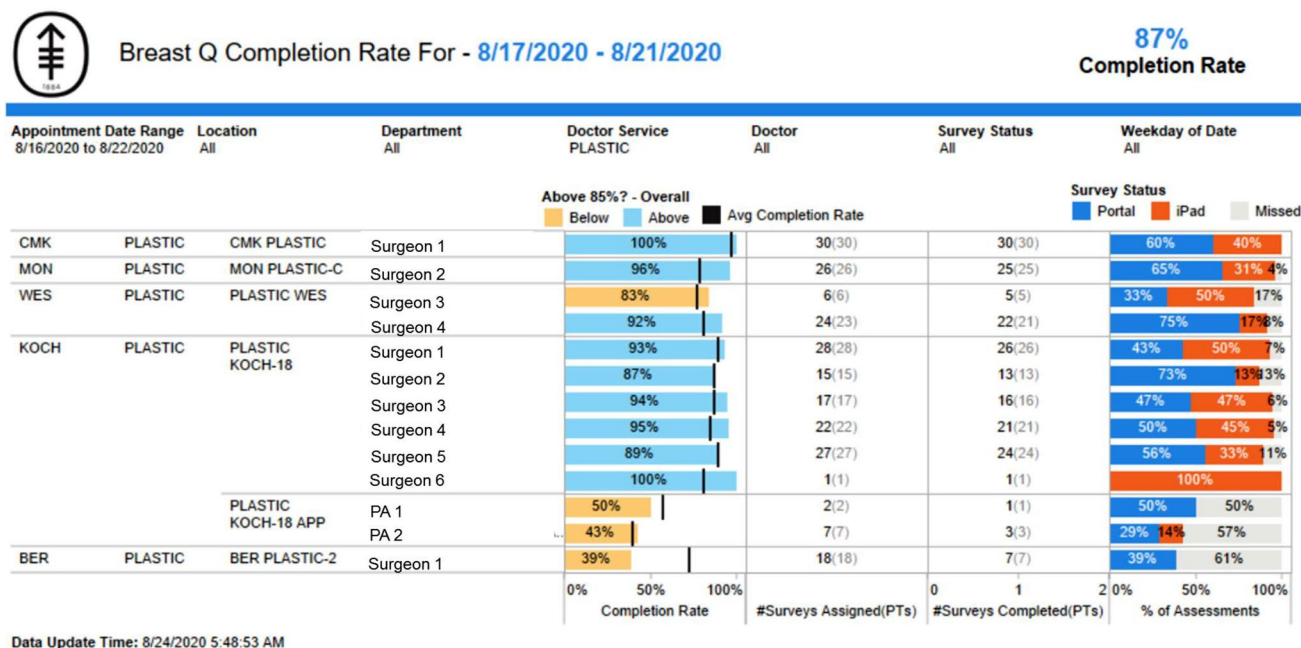 1884
Breast Q Completion Rate For - 8/17/2020 - 8/21/2020
87%
Completion Rate
Appointment Date Range Location Department Doctor Service Doctor Survey Status Weekday of Date
8/16/2020 to 8/22/2020 All All PLASTIC All All All
Above 85%? - Overall
Below Above Avg Completion Rate
Survey Status
Portal iPad Missed
CMK PLASTIC CMK PLASTIC Surgeon 1 100% 30(30) 30(30) 60% 40%
MON PLASTIC MON PLASTIC-C Surgeon 2 96% 26(26) 25(25) 65% 31% 4%
WES PLASTIC PLASTIC WES Surgeon 3 83% 6(6) 5(5) 33% 50% 17%
Surgeon 4 92% 24(23) 22(21) 75% 17% 8%
KOCH PLASTIC PLASTIC KOCH-18 Surgeon 1 93% 28(28) 26(26) 43% 50% 7%
Surgeon 2 87% 15(15) 13(13) 73% 13% 13%
Surgeon 3 94% 17(17) 16(16) 47% 47% 6%
Surgeon 4 95% 22(22) 21(21) 50% 45% 5%
Surgeon 5 89% 27(27) 24(24) 56% 33% 11%
Surgeon 6 100% 1(1) 1(1) 100%
PLASTIC KOCH-18 APP PA 1 50% 2(2) 1(1) 50% 50%
PA 2 43% 7(7) 3(3) 29% 14% 57%
BER PLASTIC BER PLASTIC-2 Surgeon 1 39% 18(18) 7(7) 39% 61%
0% 50% 100% 0 1 2 0% 50% 100%
Completion Rate #Surveys Assigned(PTs) #Surveys Completed(PTs) % of Assessments
Data Update Time: 8/24/2020 5:48:53 AM